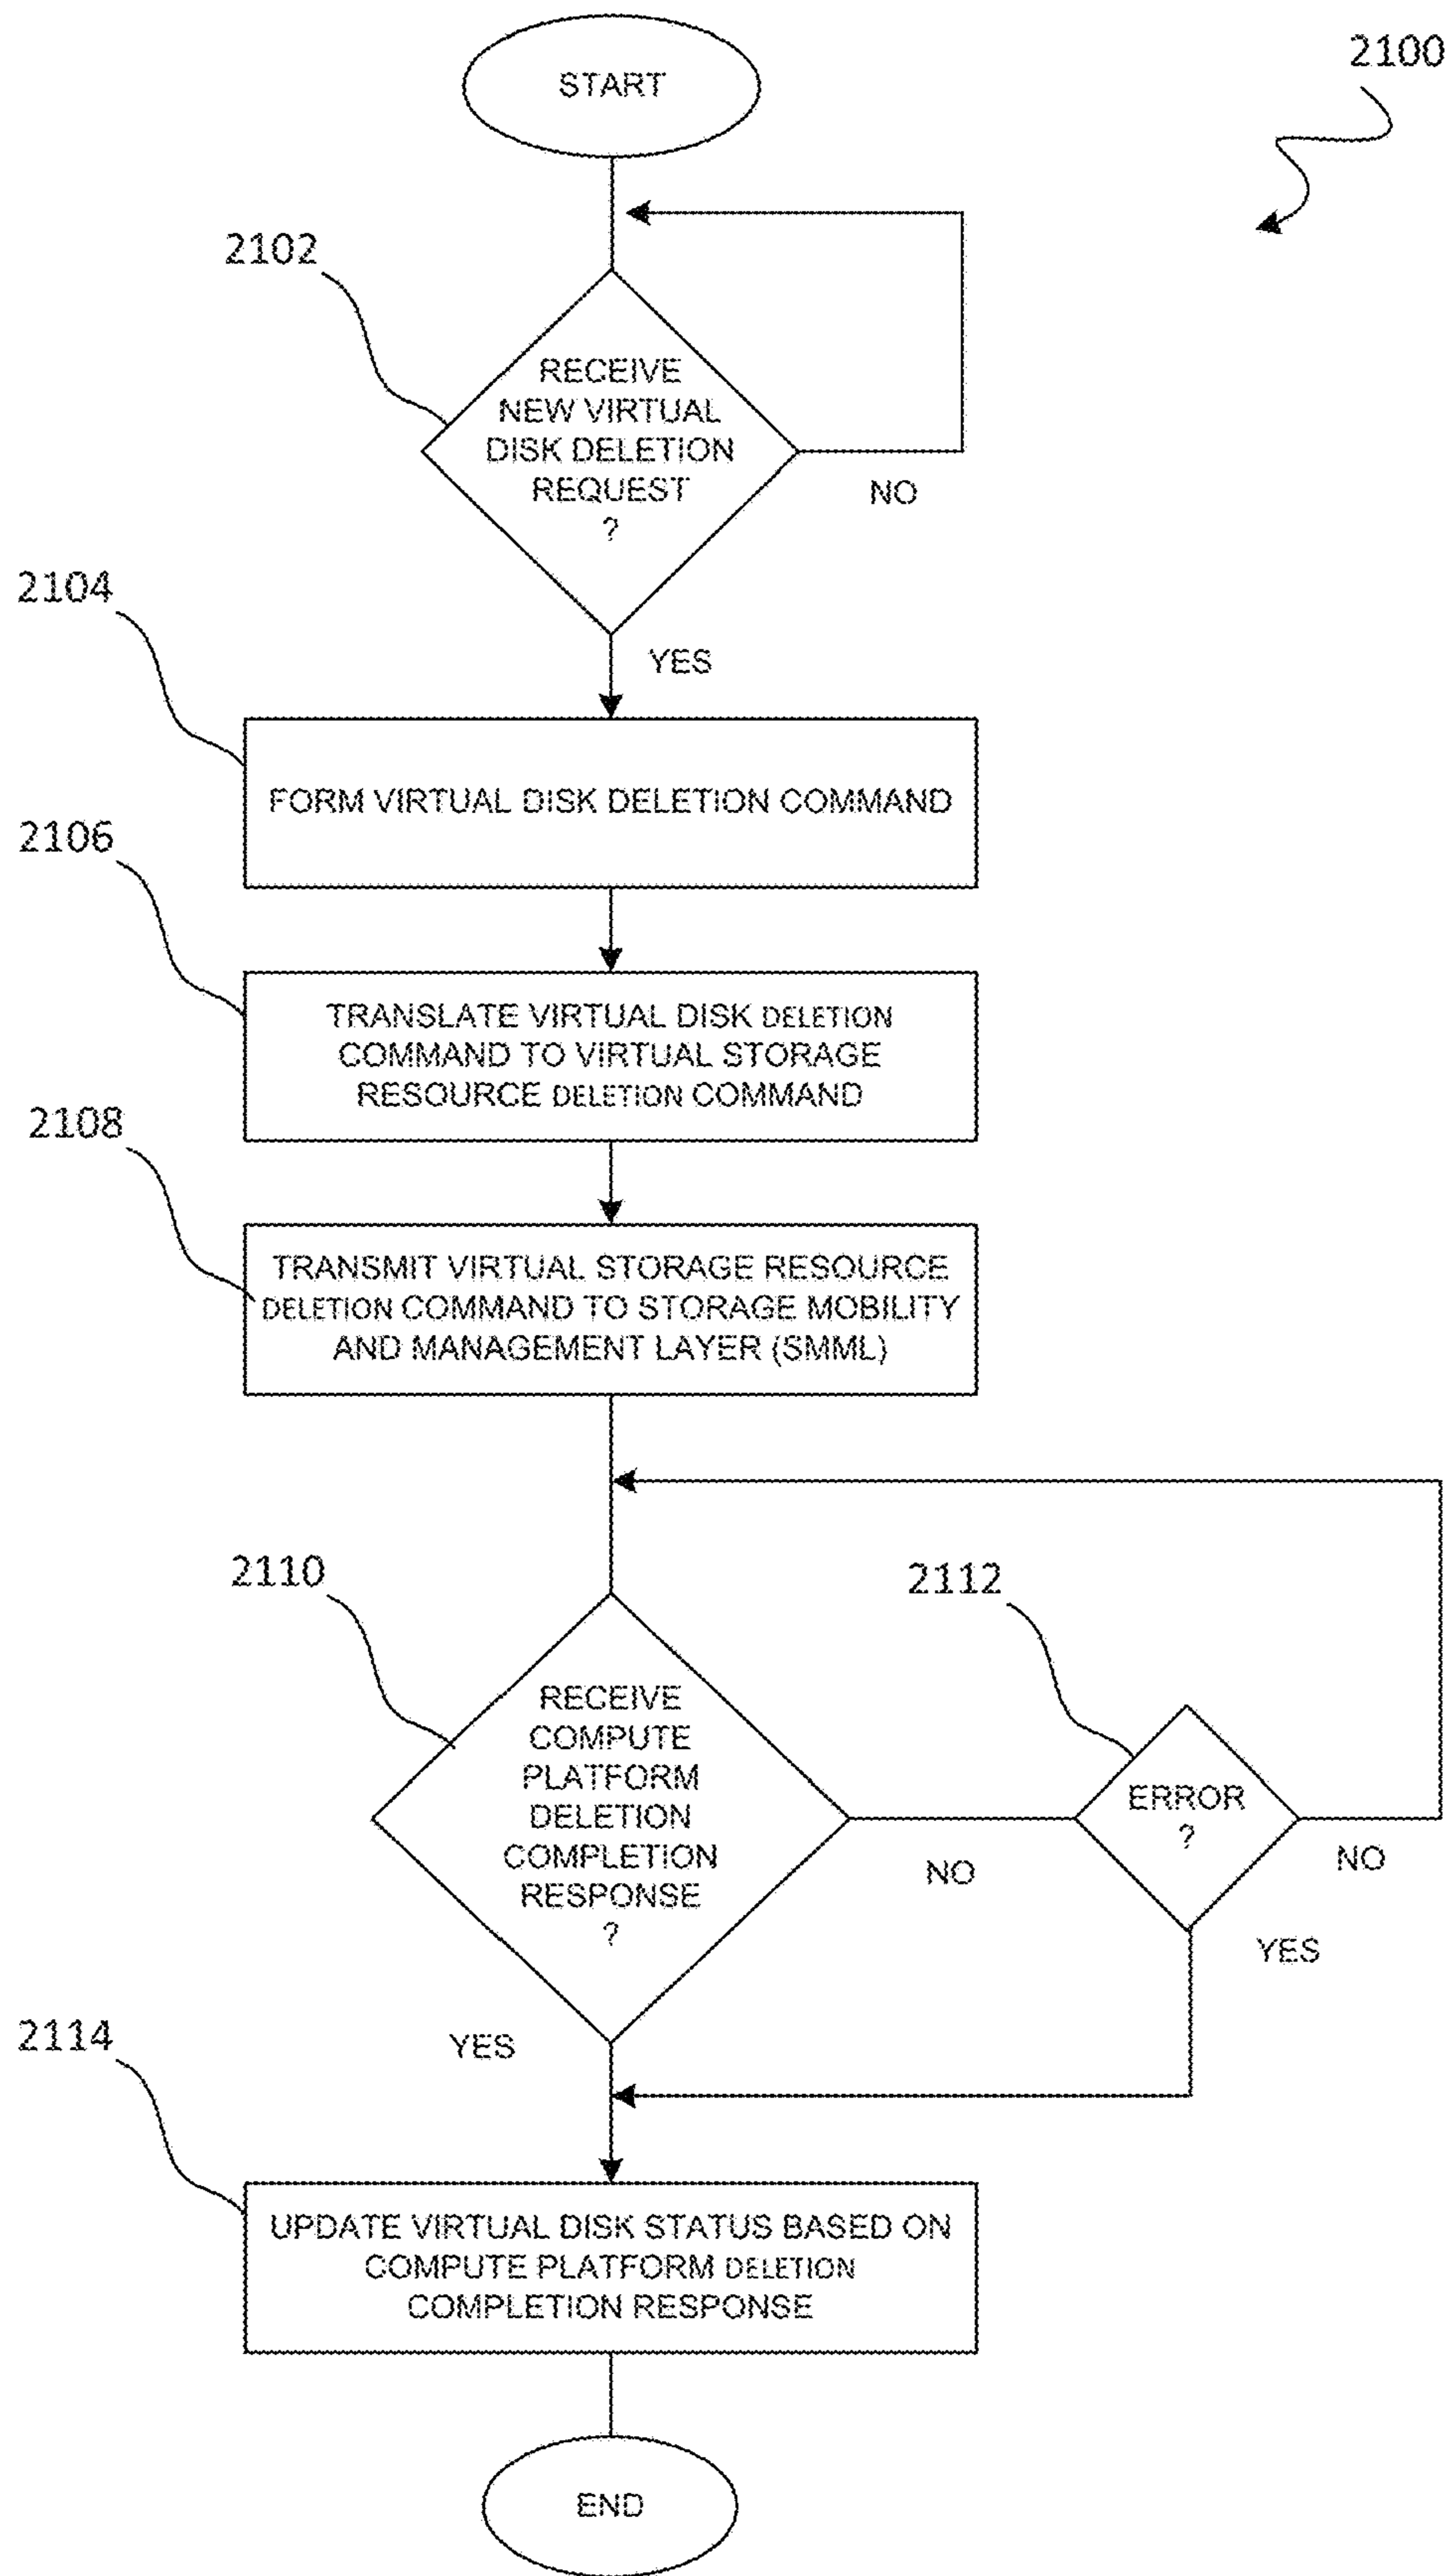 START
2100
2102
RECEIVE
NEW VIRTUAL
DISK DELETION
REQUEST
?
NO
YES
2104
FORM VIRTUAL DISK DELETION COMMAND
2106
TRANSLATE VIRTUAL DISK DELETION
COMMAND TO VIRTUAL STORAGE
RESOURCE DELETION COMMAND
2108
TRANSMIT VIRTUAL STORAGE RESOURCE
DELETION COMMAND TO STORAGE MOBILITY
AND MANAGEMENT LAYER (SMML)
2110
RECEIVE
COMPUTE
PLATFORM
DELETION
COMPLETION
RESPONSE
?
NO
2112
ERROR
?
NO
YES
YES
2114
UPDATE VIRTUAL DISK STATUS BASED ON
COMPUTE PLATFORM DELETION
COMPLETION RESPONSE
END